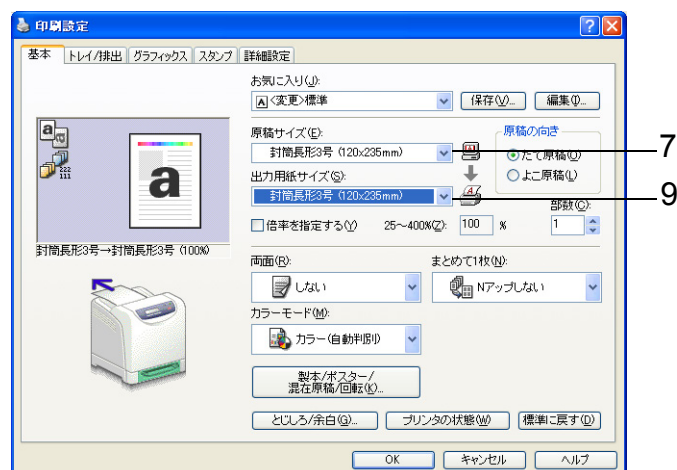 印刷設定
基本 トレイ/排出 グラフィックス スタンプ 詳細設定
お気に入り(J):
A <変更>標準 保存(V)... 編集(I)...
原稿サイズ(E):
封筒長形3号 (120x235mm)
7
原稿の向き
たて原稿(U)
よこ原稿(L)
出力用紙サイズ(S):
封筒長形3号 (120x235mm)
9
部数(C):
倍率を指定する(Y) 25～400%(Z): 100 % 1
a
封筒長形3号→封筒長形3号 (100%)
両面(R): まとめて1枚(N):
しない Nアップしない
カラーモード(M):
カラー(自動判別)
製本/ポスター/
混在原稿/回転(K)...
とじしろ/余白(G)... プリンタの状態(W) 標準に戻す(D)
OK キャンセル ヘルプ